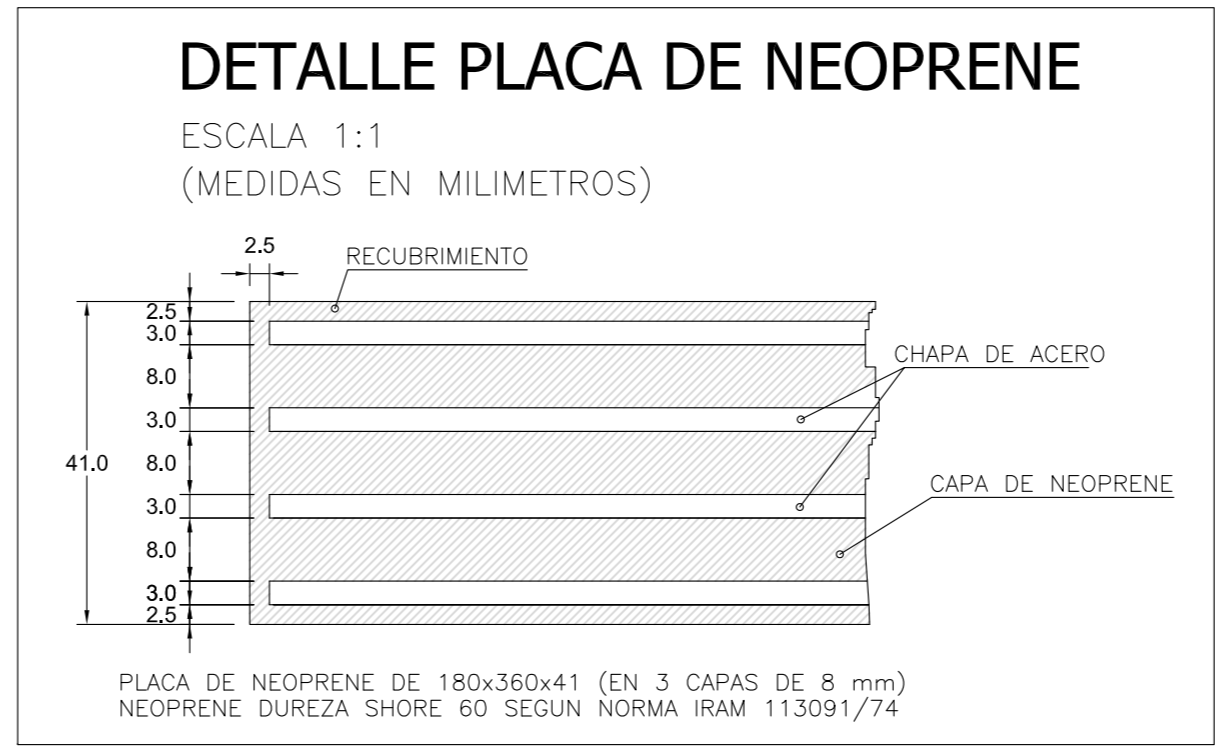 DETALLE PLACA DE NEOPRENE
ESCALA 1:1
(MEDIDAS EN MILIMETROS)
2.5
RECUBRIMIENTO
2.5
3.0
8.0
CHAPA DE ACERO
3.0
41.0
8.0
CAPA DE NEOPRENE
3.0
8.0
3.0
2.5
PLACA DE NEOPRENE DE 180x360x41 (EN 3 CAPAS DE 8 mm)
NEOPRENE DUREZA SHORE 60 SEGUN NORMA IRAM 113091/74